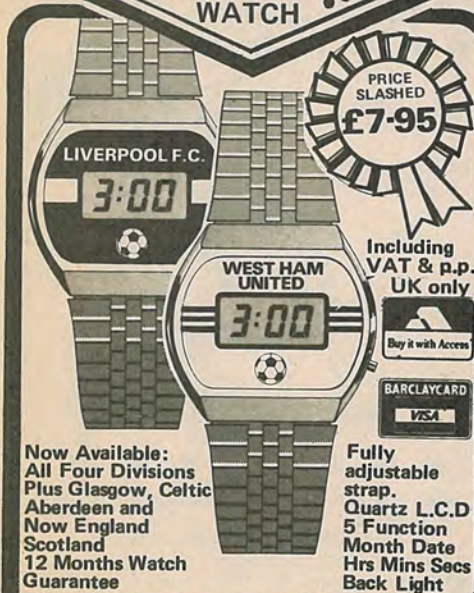 WATCH
PRICE
SLASHED
£7·95
LIVERPOOL F.C.
3:00
WEST HAM
UNITED
3:00
Including
VAT & p.p.
UK only
Buy it with Access
BARCLAYCARD
VISA
Now Available:
All Four Divisions
Plus Glasgow, Celtic
Aberdeen and
Now England
Scotland
12 Months Watch
Guarantee
Fully
adjustable
strap.
Quartz L.C.D
5 Function
Month Date
Hrs Mins Secs
Back Light